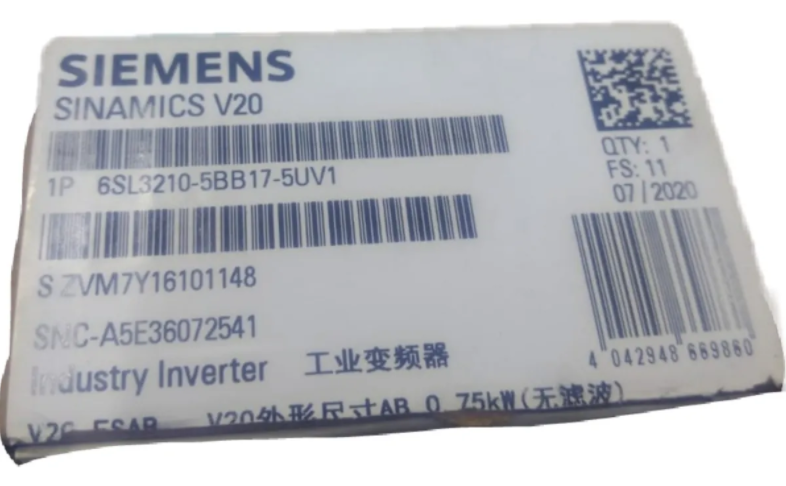 SIEMENS
SINAMICS V20
1P 6SL3210-5BB17-5UV1
S ZVM7Y16101148
SNC-A5E36072541
Industry Inverter 工业变频器
V20 FSAB V20外形尺寸AB 0.75kW(无滤波)
QTY: 1
FS: 11
07/2020
4 042948 669860